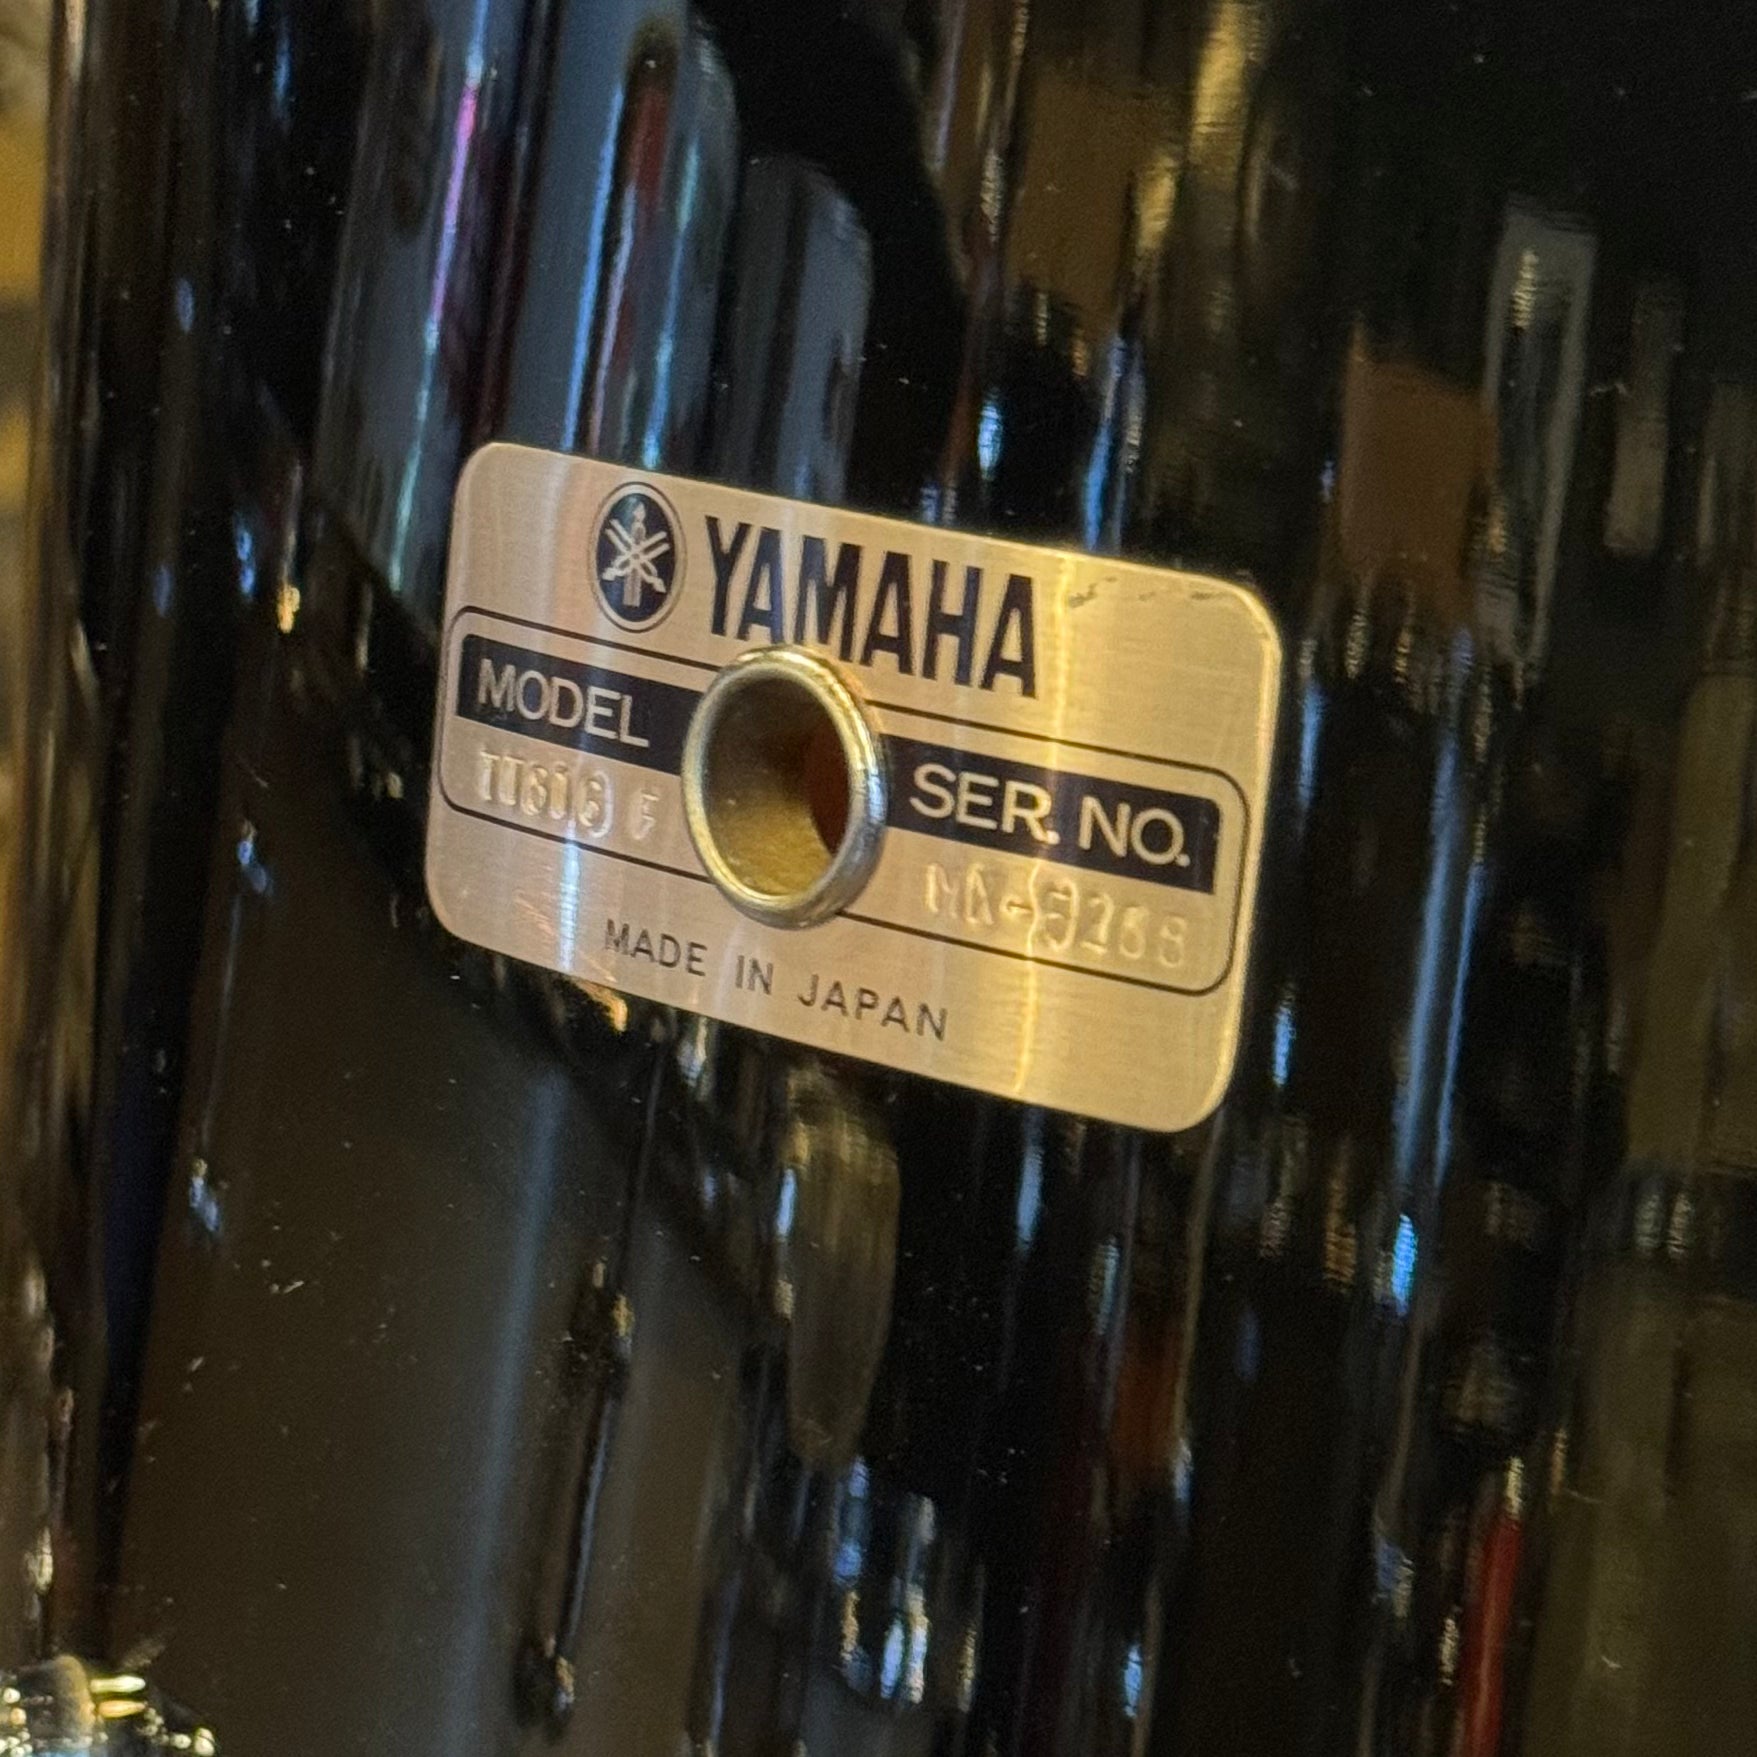 YAMAHA
MODEL
SER. NO.
MADE IN JAPAN